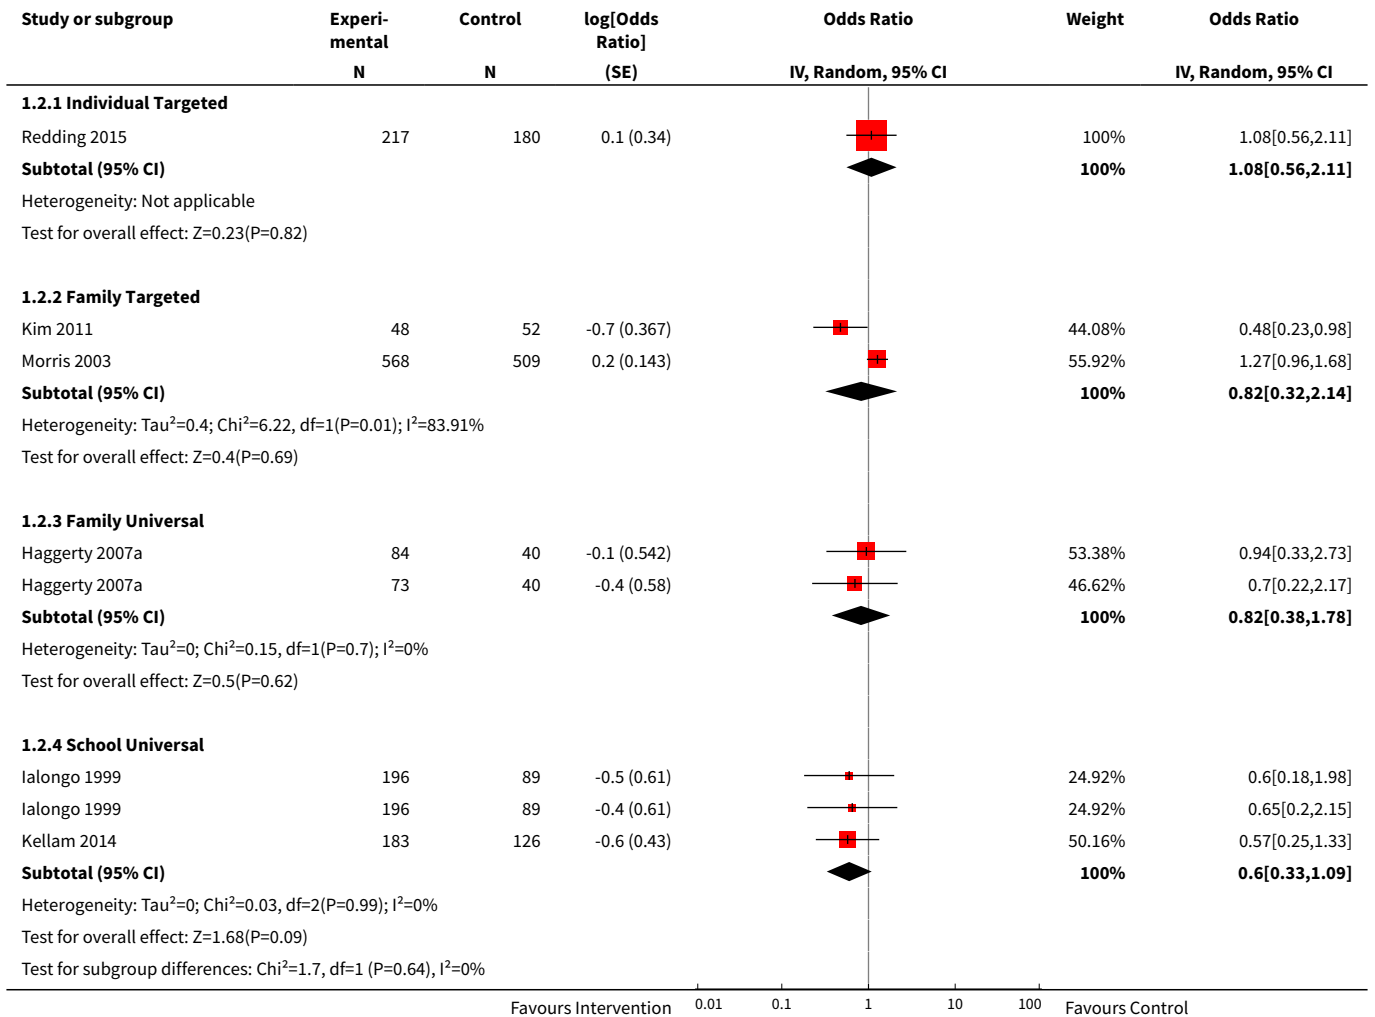 Study or subgroup Experi- Control log[Odds Odds Ratio Weight Odds Ratio
mental Ratio]
N N (SE) IV, Random, 95% CI IV, Random, 95% CI
1.2.1 Individual Targeted
Redding 2015 217 180 0.1 (0.34) 100% 1.08[0.56,2.11]
Subtotal (95% CI) 100% 1.08[0.56,2.11]
Heterogeneity: Not applicable
Test for overall effect: Z=0.23(P=0.82)
1.2.2 Family Targeted
Kim 2011 48 52 -0.7 (0.367) 44.08% 0.48[0.23,0.98]
Morris 2003 568 509 0.2 (0.143) 55.92% 1.27[0.96,1.68]
Subtotal (95% CI) 100% 0.82[0.32,2.14]
Heterogeneity: Tau²=0.4; Chi²=6.22, df=1(P=0.01); I²=83.91%
Test for overall effect: Z=0.4(P=0.69)
1.2.3 Family Universal
Haggerty 2007a 84 40 -0.1 (0.542) 53.38% 0.94[0.33,2.73]
Haggerty 2007a 73 40 -0.4 (0.58) 46.62% 0.7[0.22,2.17]
Subtotal (95% CI) 100% 0.82[0.38,1.78]
Heterogeneity: Tau²=0; Chi²=0.15, df=1(P=0.7); I²=0%
Test for overall effect: Z=0.5(P=0.62)
1.2.4 School Universal
Ialongo 1999 196 89 -0.5 (0.61) 24.92% 0.6[0.18,1.98]
Ialongo 1999 196 89 -0.4 (0.61) 24.92% 0.65[0.2,2.15]
Kellam 2014 183 126 -0.6 (0.43) 50.16% 0.57[0.25,1.33]
Subtotal (95% CI) 100% 0.6[0.33,1.09]
Heterogeneity: Tau²=0; Chi²=0.03, df=2(P=0.99); I²=0%
Test for overall effect: Z=1.68(P=0.09)
Test for subgroup differences: Chi²=1.7, df=1 (P=0.64), I²=0%
Favours Intervention 0.01 0.1 1 10 100 Favours Control